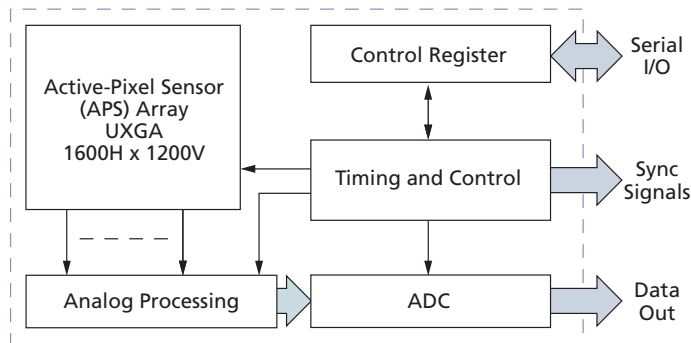 Active-Pixel Sensor
(APS) Array
UXGA
1600H x 1200V
Control Register
Serial
I/O
Timing and Control
Sync
Signals
Analog Processing
ADC
Data
Out